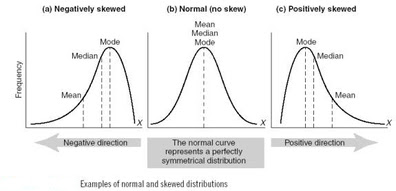 (a) Negatively skewed
(b) Normal (no skew)
(c) Positively skewed
Mean
Median
Mode
Mode
Median
Mean
Mode
Median
Mean
Frequency
X
X
X
Negative direction
The normal curve
represents a perfectly
symmetrical distribution
Positive direction
Examples of normal and skewed distributions